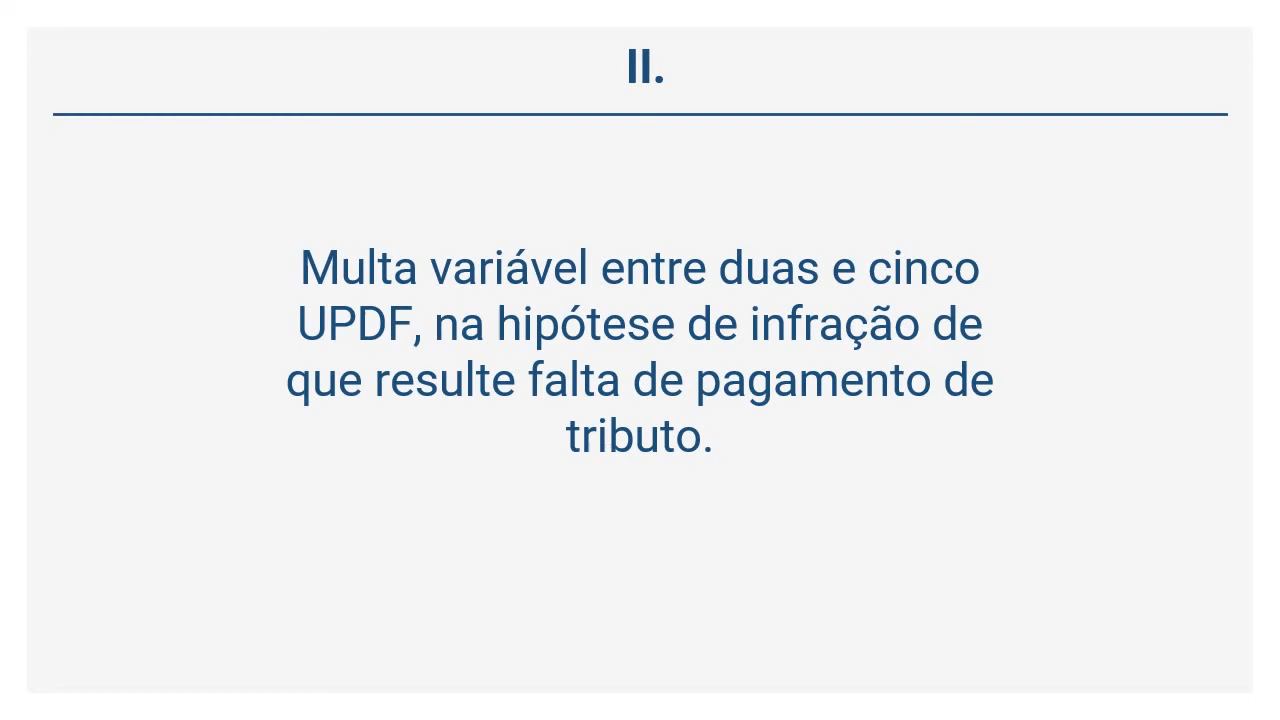 II.
Multa variável entre duas e cinco
UPDF, na hipótese de infração de
que resulte falta de pagamento de
tributo.